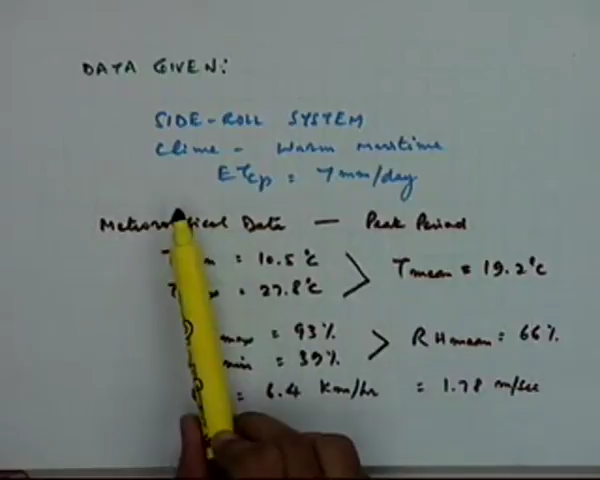 DATA GIVEN:
SIDE-ROLL SYSTEM
Clime - Warm maritime
ETcp = 7 mm/day
Data — Peak Period
= 10.5°C
= 27.8°C
Tmean = 19.2°C
max = 93%
min = 39%
RHmean = 66%
= 6.4 Km/hr = 1.78 m/sec